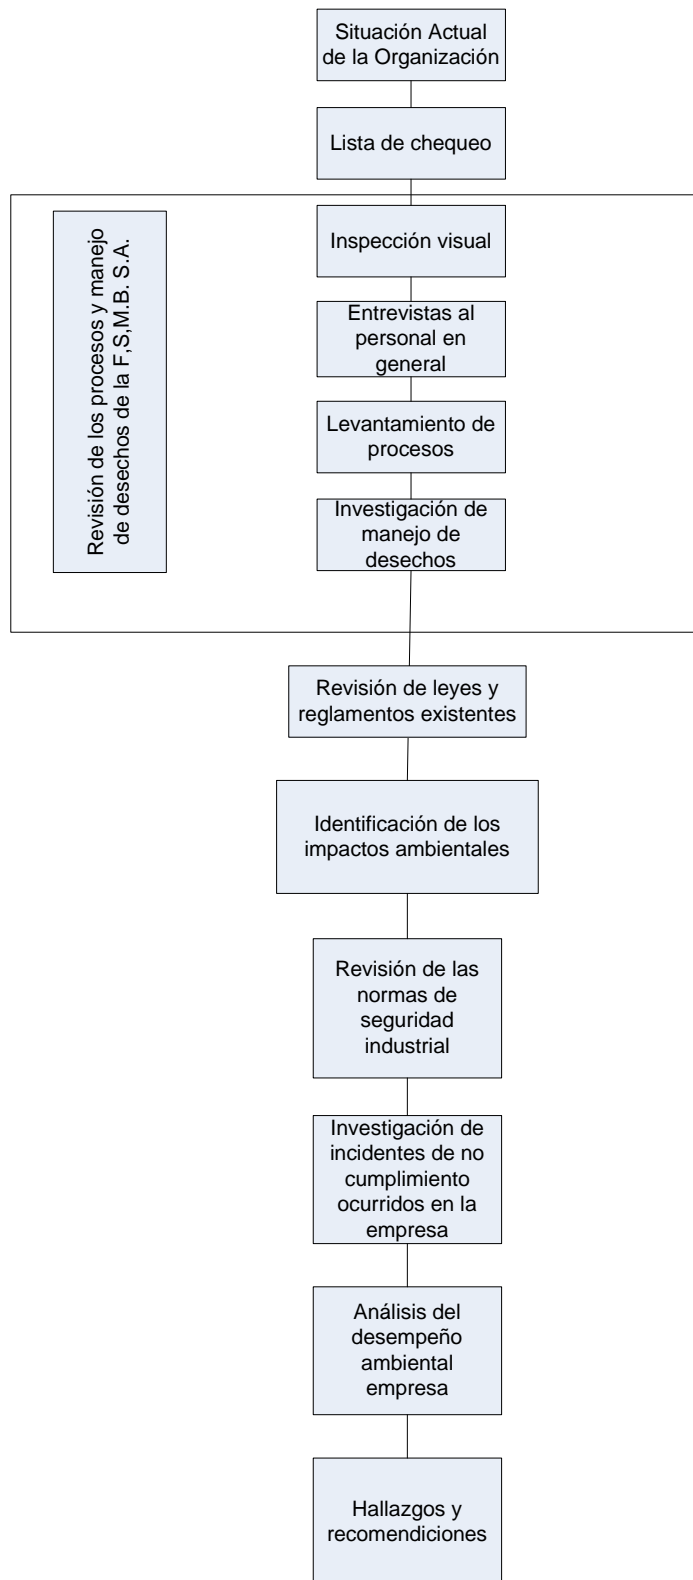 Situación Actual
de la Organización
Lista de chequeo
Revisión de los procesos y manejo
de desechos de la F,S,M.B. S.A.
Inspección visual
Entrevistas al
personal en
general
Levantamiento de
procesos
Investigación de
manejo de
desechos
Revisión de leyes y
reglamentos existentes
Identificación de los
impactos ambientales
Revisión de las
normas de
seguridad
industrial
Investigación de
incidentes de no
cumplimiento
ocurridos en la
empresa
Análisis del
desempeño
ambiental
empresa
Hallazgos y
recomendiciones